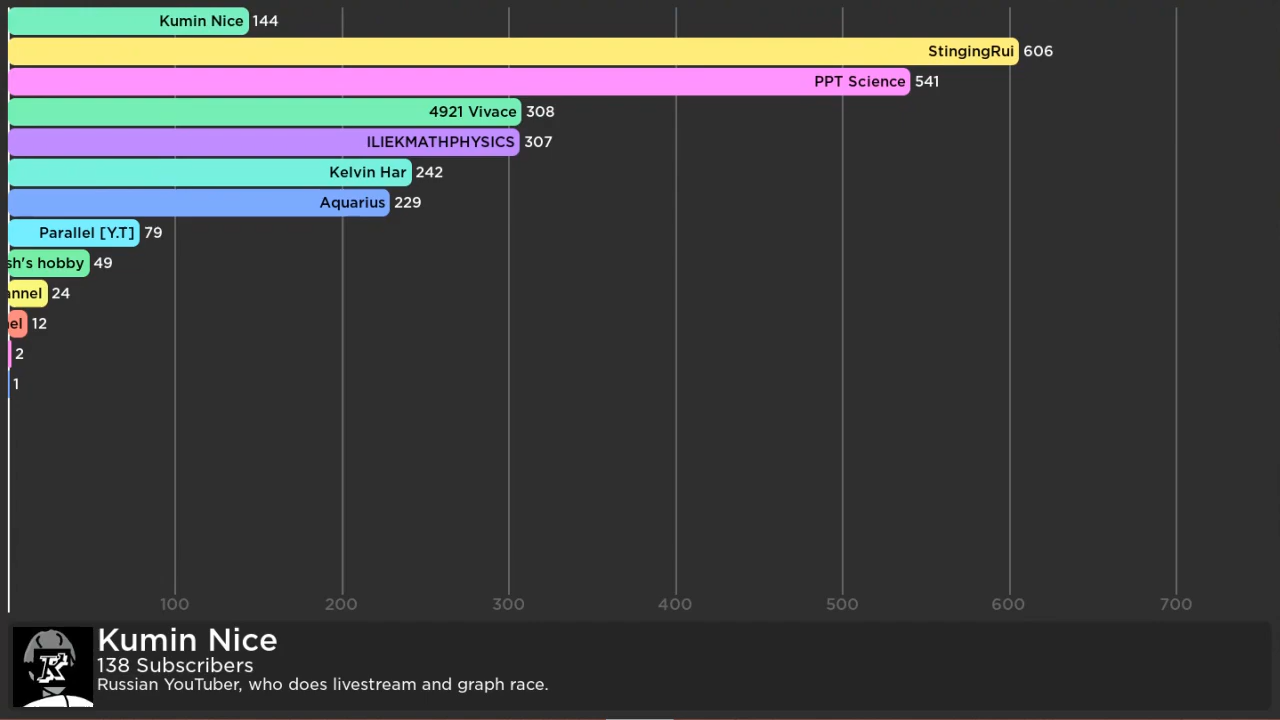 Kumin Nice 144
StingingRui 606
PPT Science 541
4921 Vivace 308
ILIEKMATHPHYSICS 307
Kelvin Har 242
Aquarius 229
Parallel [Y.T] 79
sh's hobby 49
annel 24
el 12
2
1
100 200 300 400 500 600 700
Kumin Nice
138 Subscribers
Russian YouTuber, who does livestream and graph race.